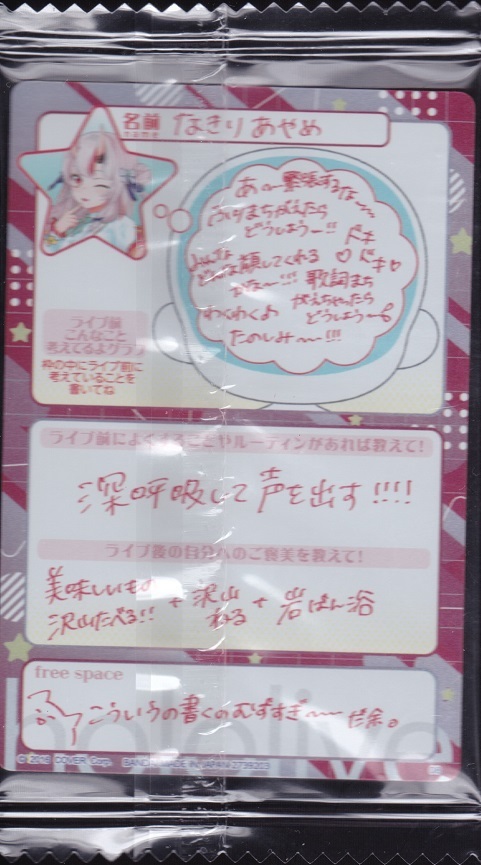 名前
name
なきり あやめ
あ〜緊張するな〜〜
まちがえたら
どうしよう〜!!
ドキ
ドキ
みんな
どんな顔してくれる
かな〜!!!
歌詞まち
がえちゃったら
どうしよう〜
わくわくよ
たのしみ〜!!!
ライブ前
こんなこと
考えてるよグラフ
枠の中にライブ前に
考えていることを
書いてね
ライブ前によくすることやルーティンがあれば教えて!
深呼吸して声を出す!!!!
ライブ後の自分へのご褒美を教えて!
美味しいもの
沢山たべる!!
+ 沢山
ねる
+ 岩ばん浴
free space
こういうの書くのむずすぎ〜〜だ余。
hololive
COVER Corp.
BANDAI MADE IN JAPAN 2739203